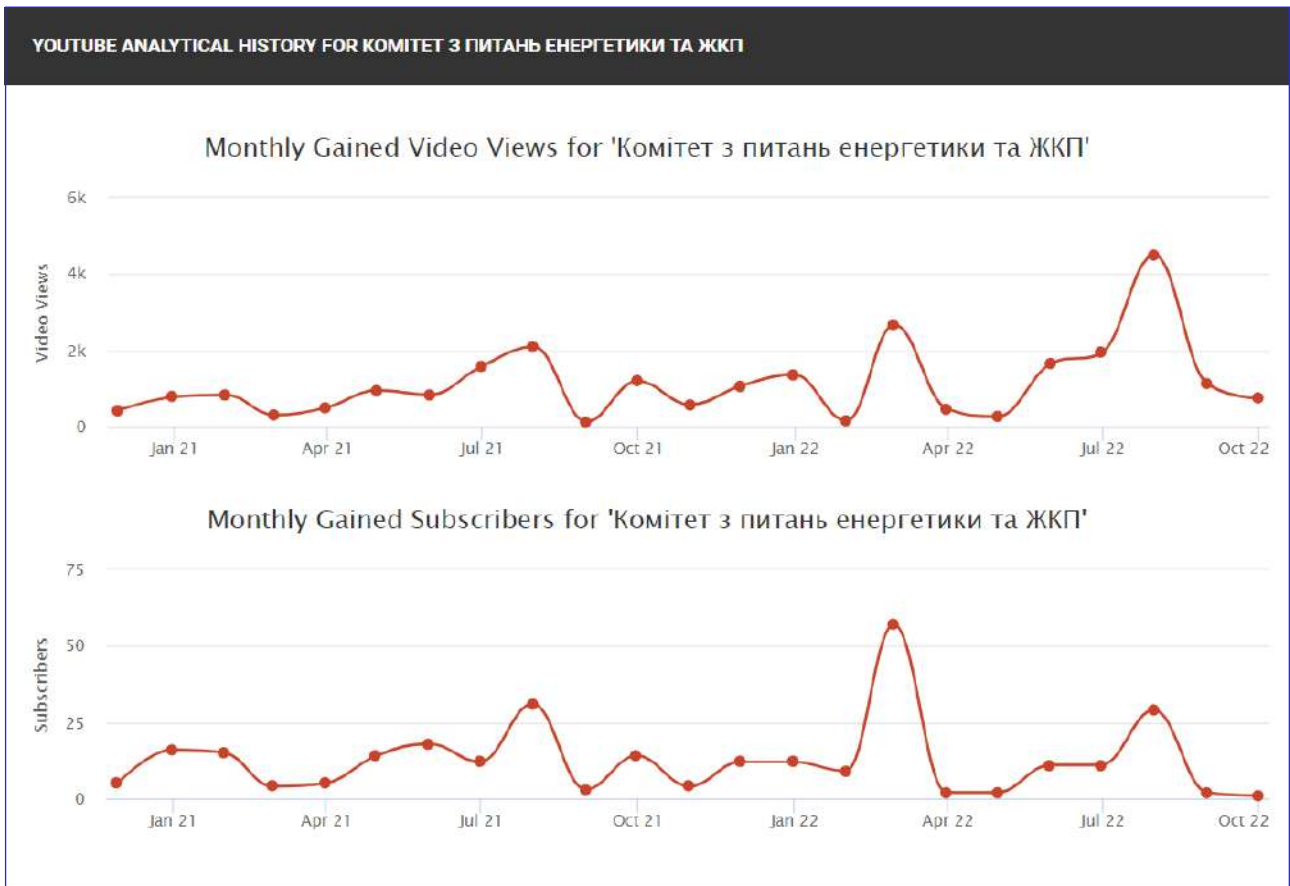 YOUTUBE ANALYTICAL HISTORY FOR КОМІТЕТ З ПИТАНЬ ЕНЕРГЕТИКИ ТА ЖКП
Monthly Gained Video Views for 'Комітет з питань енергетики та ЖКП'
6k
4k
2k
0
Video Views
Jan 21 Apr 21 Jul 21 Oct 21 Jan 22 Apr 22 Jul 22 Oct 22
Monthly Gained Subscribers for 'Комітет з питань енергетики та ЖКП'
75
50
25
0
Subscribers
Jan 21 Apr 21 Jul 21 Oct 21 Jan 22 Apr 22 Jul 22 Oct 22